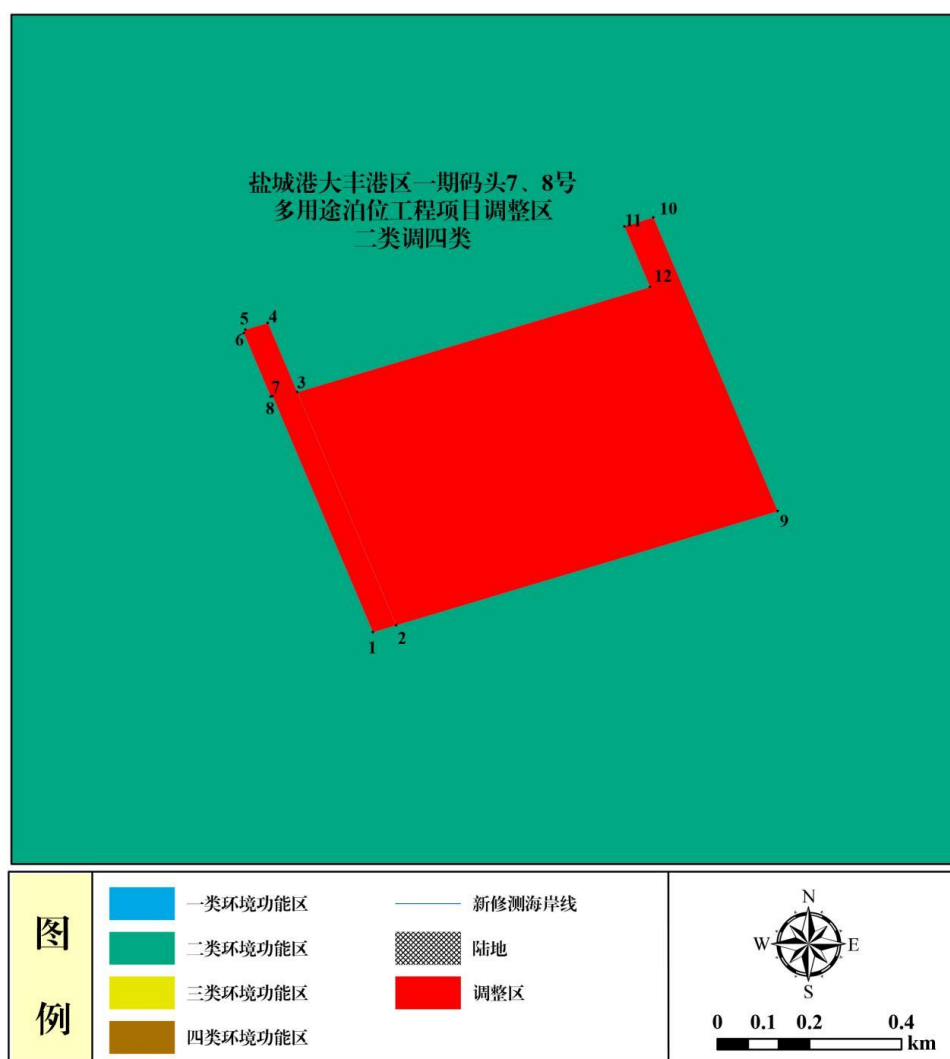 盐城港大丰港区一期码头7、8号
多用途泊位工程项目调整区
二类调四类
10
11
12
5
4
6
7
3
8
9
1
2
图
例
一类环境功能区
二类环境功能区
三类环境功能区
四类环境功能区
新修测海岸线
陆地
调整区
N
W
E
S
0 0.1 0.2 0.4
km